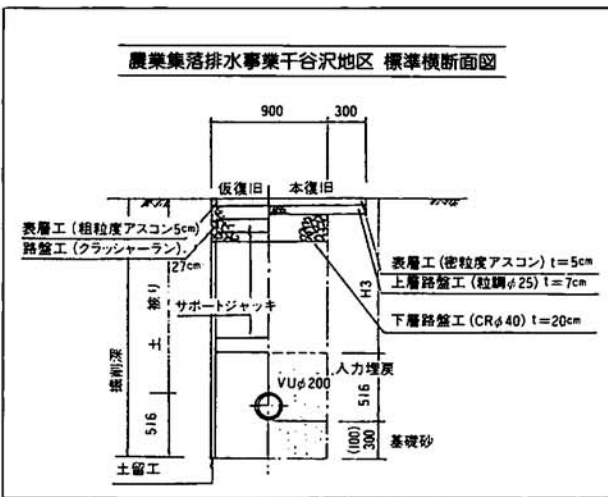 農業集落排水事業干谷沢地区 標準横断面図
900
300
仮復旧
本復旧
表層工(粗粒度アスコン5cm)
路盤工(クラッシャーラン)
27cm
表層工(密粒度アスコン)t=5cm
上層路盤工(粒調φ25)t=7cm
下層路盤工(CRφ40)t=20cm
サポートジャッキ
H3
土被り
掘削深
人力埋戻
VUφ200
516
516
(100)
300
基礎砂
土留工